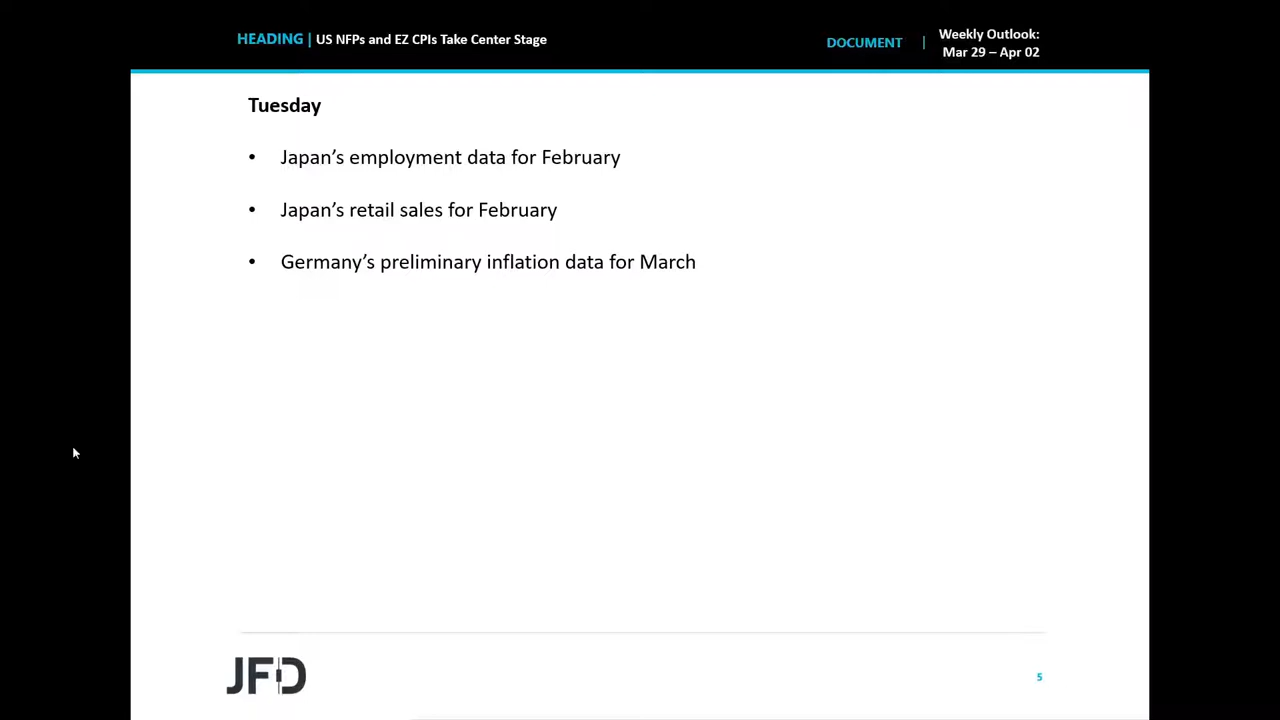 HEADING | US NFPs and EZ CPIs Take Center Stage
DOCUMENT | Weekly Outlook:
Mar 29 – Apr 02
Tuesday
• Japan’s employment data for February
• Japan’s retail sales for February
• Germany’s preliminary inflation data for March
JFD
5